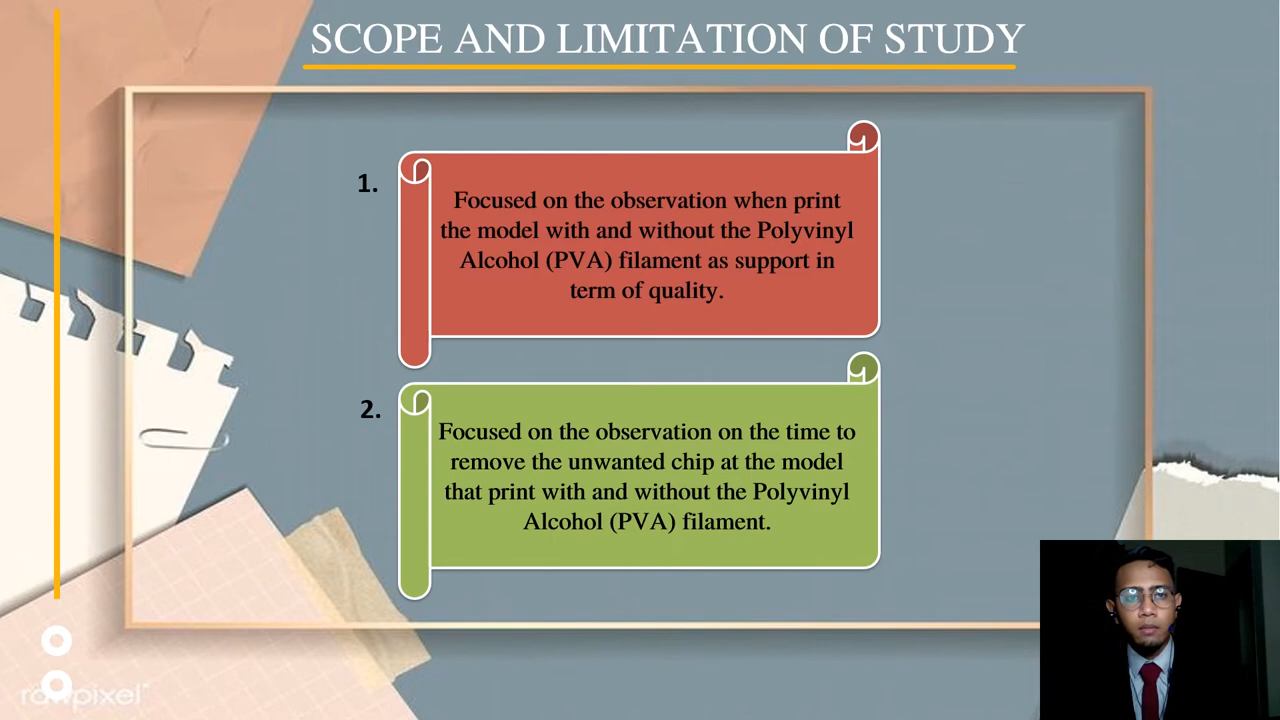 SCOPE AND LIMITATION OF STUDY
1.
Focused on the observation when print
the model with and without the Polyvinyl
Alcohol (PVA) filament as support in
term of quality.
2.
Focused on the observation on the time to
remove the unwanted chip at the model
that print with and without the Polyvinyl
Alcohol (PVA) filament.
rawpixel